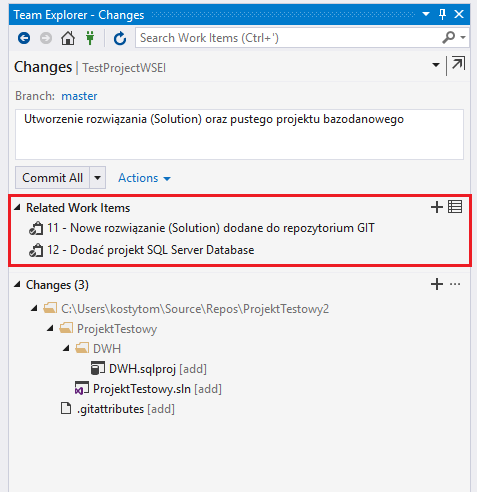 Team Explorer - Changes
Search Work Items (Ctrl+')
Changes | TestProjectWSEI
Branch: master
Utworzenie rozwiązania (Solution) oraz pustego projektu bazodanowego
Commit All Actions
Related Work Items
11 - Nowe rozwiązanie (Solution) dodane do repozytorium GIT
12 - Dodać projekt SQL Server Database
Changes (3)
C:\Users\kostytom\Source\Repos\ProjektTestowy2
ProjektTestowy
DWH
DWH.sqlproj [add]
ProjektTestowy.sln [add]
.gitattributes [add]